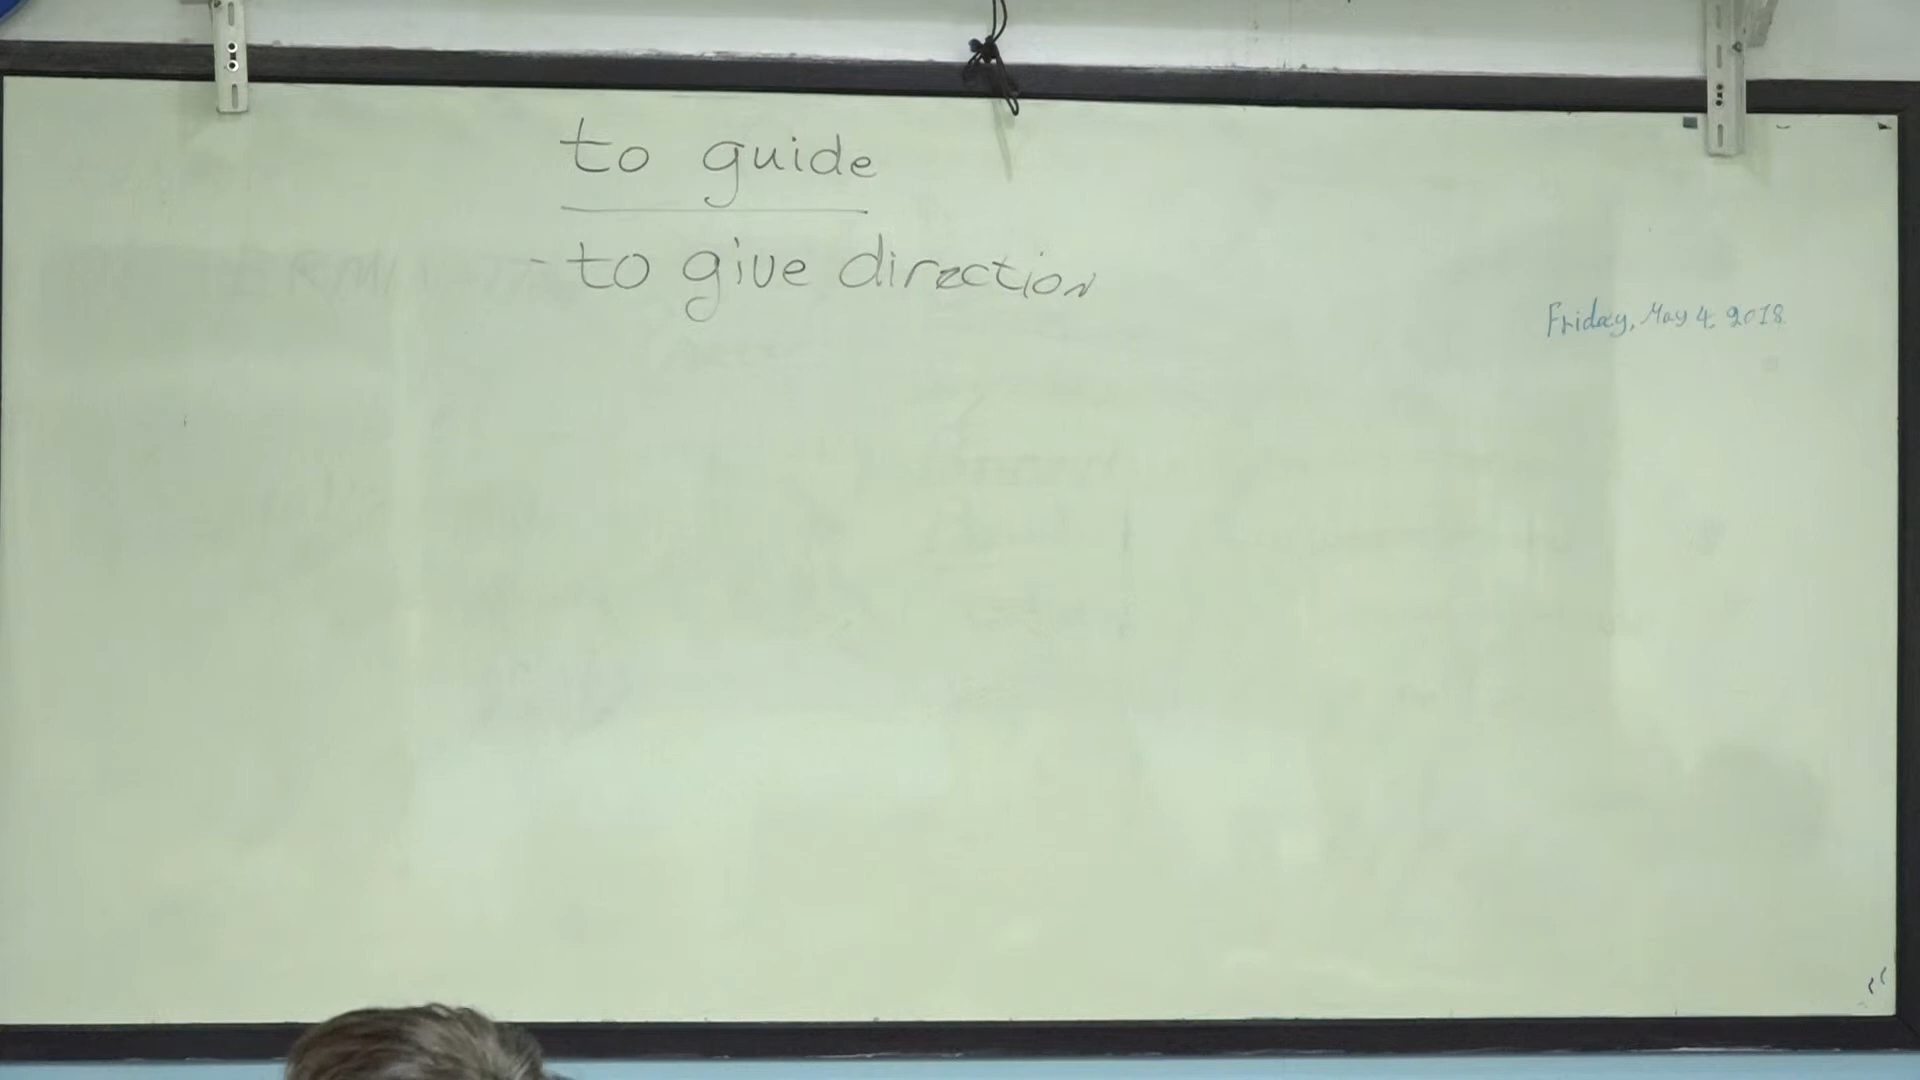 to guide
- to give direction
Friday, May 4, 2018